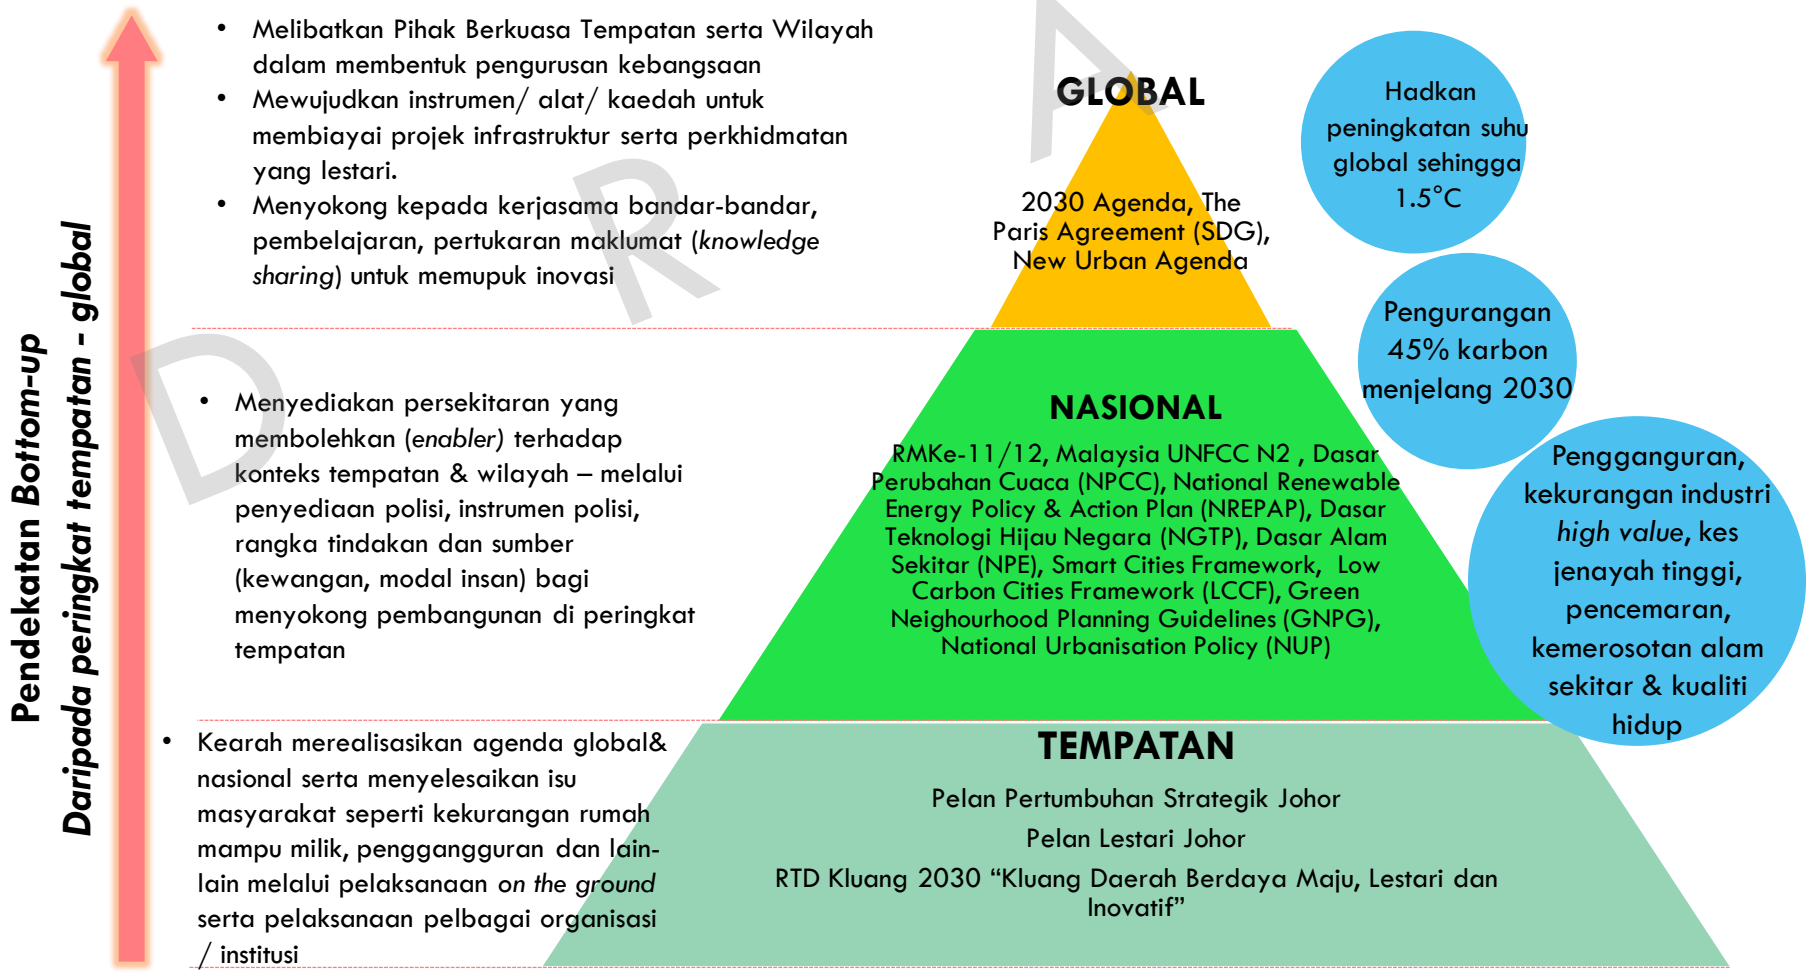 Pendekatan Bottom-up
Daripada peringkat tempatan - global
• Melibatkan Pihak Berkuasa Tempatan serta Wilayah
dalam membentuk pengurusan kebangsaan
• Mewujudkan instrumen/ alat/ kaedah untuk
membiayai projek infrastruktur serta perkhidmatan
yang lestari.
• Menyokong kepada kerjasama bandar-bandar,
pembelajaran, pertukaran maklumat (knowledge
sharing) untuk memupuk inovasi
GLOBAL
2030 Agenda, The
Paris Agreement (SDG),
New Urban Agenda
Hadkan
peningkatan suhu
global sehingga
1.5°C
• Menyediakan persekitaran yang
membolehkan (enabler) terhadap
konteks tempatan & wilayah – melalui
penyediaan polisi, instrumen polisi,
rangka tindakan dan sumber
(kewangan, modal insan) bagi
menyokong pembangunan di peringkat
tempatan
NASIONAL
RMKe-11/12, Malaysia UNFCC N2 , Dasar
Perubahan Cuaca (NPCC), National Renewable
Energy Policy & Action Plan (NREPAP), Dasar
Teknologi Hijau Negara (NGTP), Dasar Alam
Sekitar (NPE), Smart Cities Framework,  Low
Carbon Cities Framework (LCCF), Green
Neighourhood Planning Guidelines (GNPG),
National Urbanisation Policy (NUP)
Pengurangan
45% karbon
menjelang 2030
Pengganguran,
kekurangan industri
high value, kes
jenayah tinggi,
pencemaran,
kemerosotan alam
sekitar & kualiti
hidup
• Kearah merealisasikan agenda global&
nasional serta menyelesaikan isu
masyarakat seperti kekurangan rumah
mampu milik, penggangguran dan lain-
lain melalui pelaksanaan on the ground
serta pelaksanaan pelbagai organisasi
/ institusi
TEMPATAN
Pelan Pertumbuhan Strategik Johor
Pelan Lestari Johor
RTD Kluang 2030 “Kluang Daerah Berdaya Maju, Lestari dan
Inovatif”
D R A